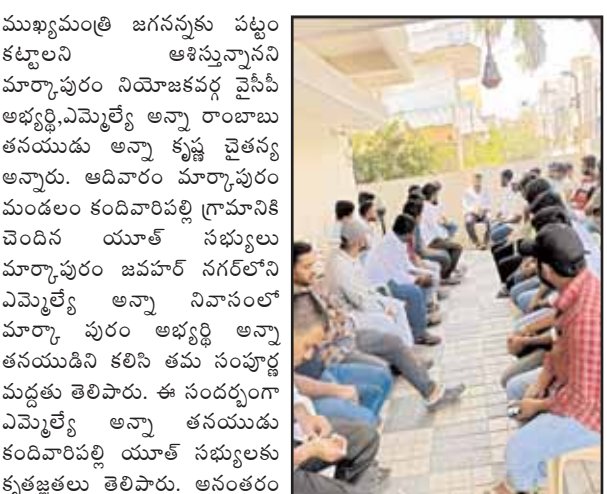 ముఖ్యమంత్రి జగనన్నకు పట్టం
కట్టాలని ఆశిస్తున్నానని
మార్కాపురం నియోజకవర్గ వైసీపీ
అభ్యర్థి,ఎమ్మెల్యే అన్నా రాంబాబు
తనయుడు అన్నా కృష్ణ చైతన్య
అన్నారు. ఆదివారం మార్కాపురం
మండలం కందివారిపల్లి గ్రామానికి
చెందిన యూత్ సభ్యులు
మార్కాపురం జవహర్ నగర్‌లోని
ఎమ్మెల్యే అన్నా నివాసంలో
మార్కా పురం అభ్యర్థి అన్నా
తనయుడిని కలిసి తమ సంపూర్ణ
మద్దతు తెలిపారు. ఈ సందర్బంగా
ఎమ్మెల్యే అన్నా తనయుడు
కందివారిపల్లి యూత్ సభ్యులకు
కృతజ్ఞతలు తెలిపారు. అనంతరం